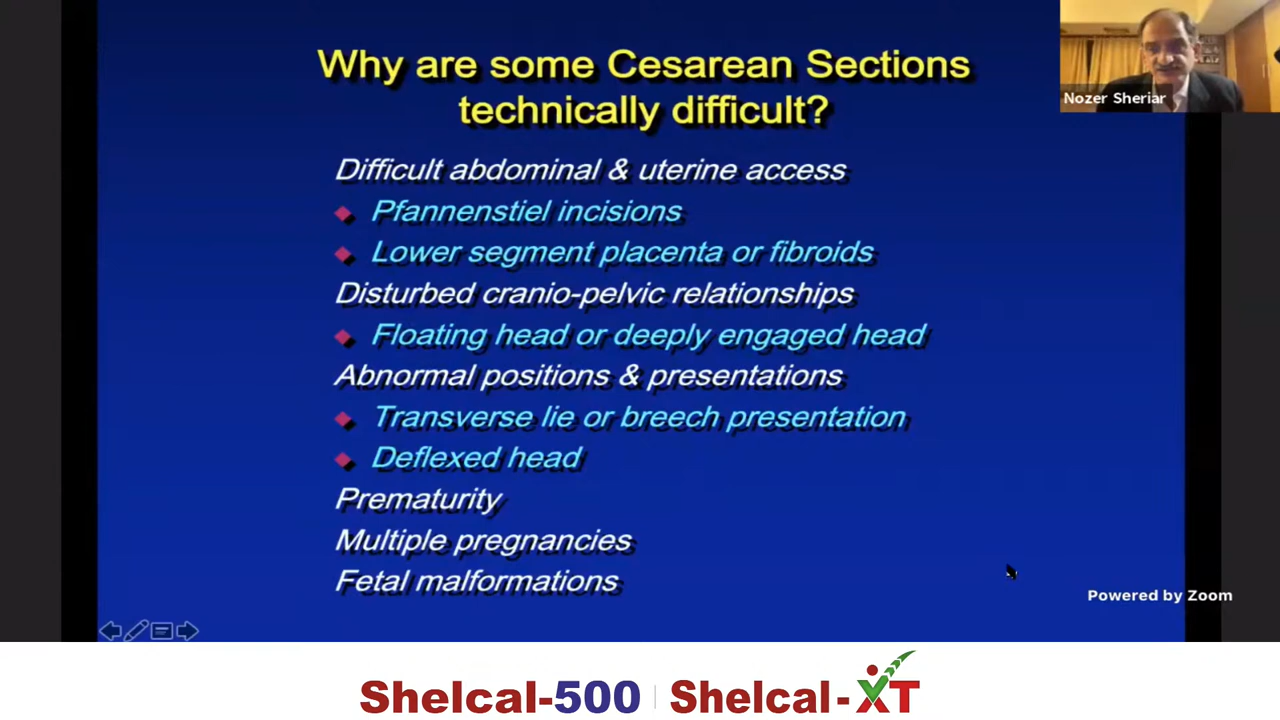 Why are some Cesarean Sections
technically difficult?
Nozer Sheriar
Difficult abdominal & uterine access
Pfannenstiel incisions
Lower segment placenta or fibroids
Disturbed cranio-pelvic relationships
Floating head or deeply engaged head
Abnormal positions & presentations
Transverse lie or breech presentation
Deflexed head
Prematurity
Multiple pregnancies
Fetal malformations
Powered by Zoom
Shelcal-500 Shelcal-XT